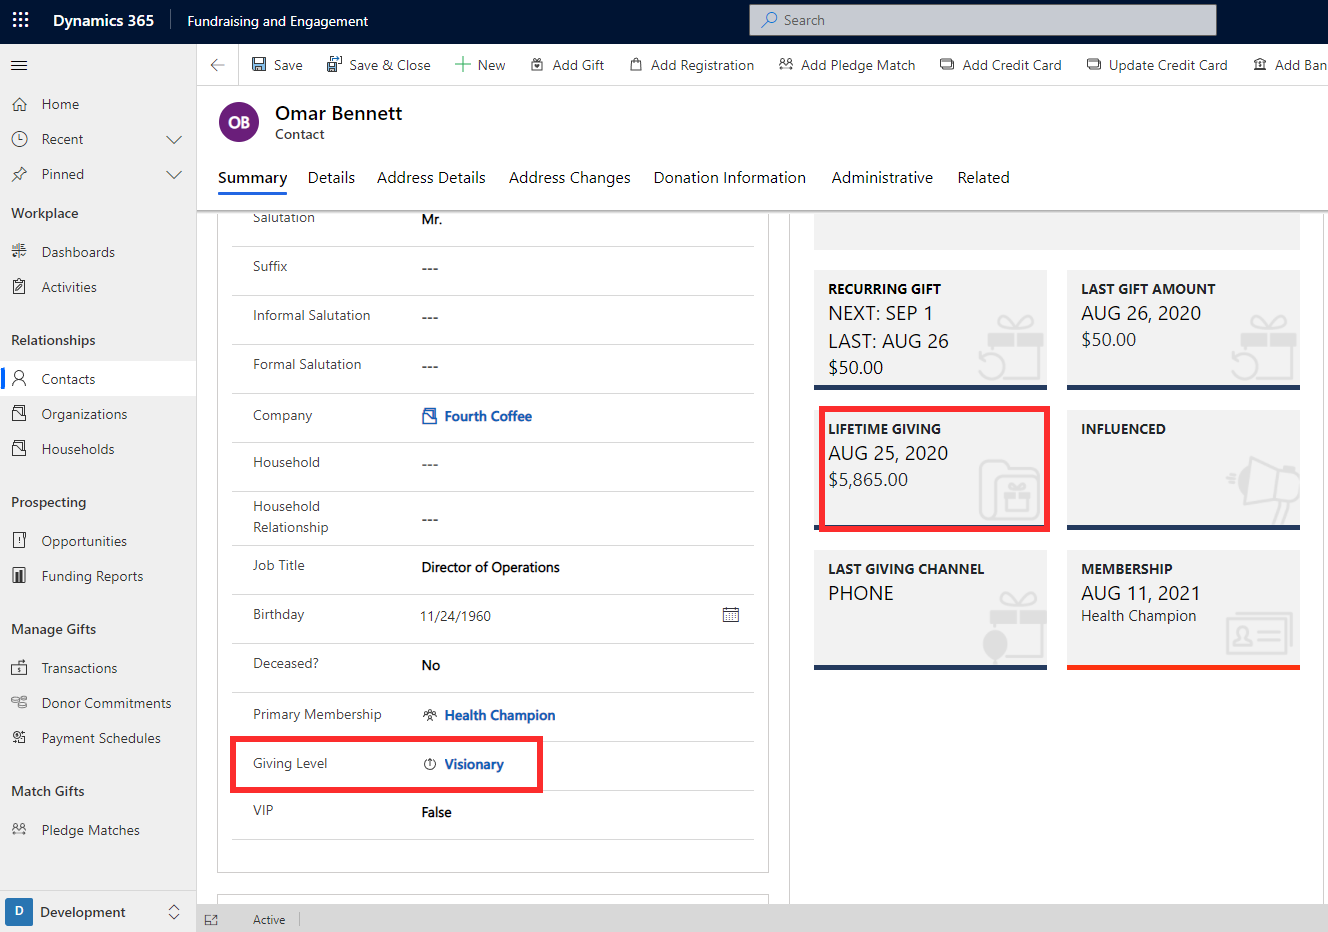 Dynamics 365
Fundraising and Engagement
Search
Save
Save & Close
New
Add Gift
Add Registration
Add Pledge Match
Add Credit Card
Update Credit Card
Add Ban
Home
Recent
Pinned
Workplace
Dashboards
Activities
Relationships
Contacts
Organizations
Households
Prospecting
Opportunities
Funding Reports
Manage Gifts
Transactions
Donor Commitments
Payment Schedules
Match Gifts
Pledge Matches
D Development
OB
Omar Bennett
Contact
Summary
Details
Address Details
Address Changes
Donation Information
Administrative
Related
Salutation Mr.
Suffix ---
Informal Salutation ---
Formal Salutation ---
Company Fourth Coffee
Household ---
Household
Relationship ---
Job Title Director of Operations
Birthday 11/24/1960
Deceased? No
Primary Membership Health Champion
Giving Level Visionary
VIP False
RECURRING GIFT
NEXT: SEP 1
LAST: AUG 26
$50.00
LAST GIFT AMOUNT
AUG 26, 2020
$50.00
LIFETIME GIVING
AUG 25, 2020
$5,865.00
INFLUENCED
LAST GIVING CHANNEL
PHONE
MEMBERSHIP
AUG 11, 2021
Health Champion
Active